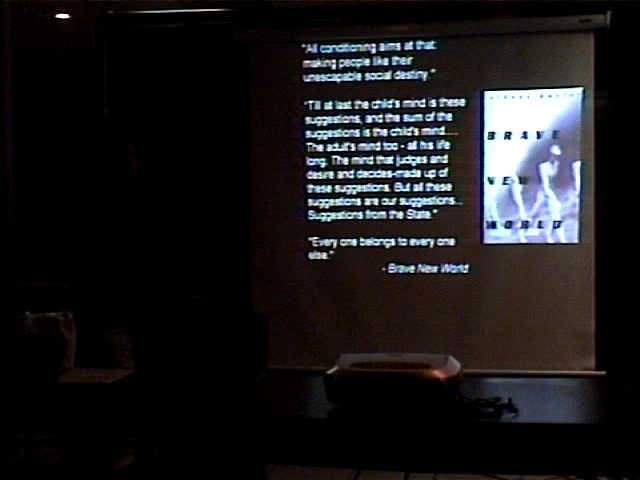 "All conditioning aims at that:
making people like their
unescapable social destiny."
"Till at last the child's mind is these
suggestions, and the sum of the
suggestions is the child's mind....
The adult's mind too - all his life
long. The mind that judges and
desire and decides-made up of
these suggestions. But all these
suggestions are our suggestions...
Suggestions from the State."
"Every one belongs to every one
else."
- Brave New World
BRAVE
NEW
WORLD